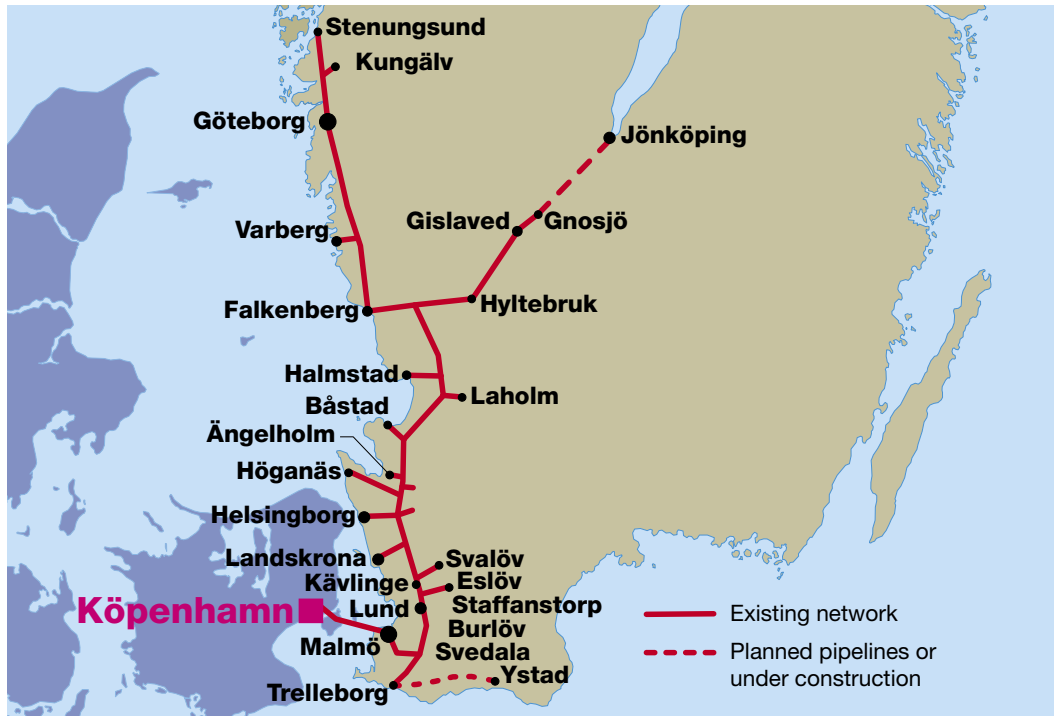 Stenungsund
Kungälv
Göteborg
Jönköping
Gislaved
Gnosjö
Varberg
Falkenberg
Hyltebruk
Halmstad
Laholm
Båstad
Ängelholm
Höganäs
Helsingborg
Landskrona
Svalöv
Kävlinge
Eslöv
Köpenhamn
Lund
Staffanstorp
Burlöv
Malmö
Svedala
Trelleborg
Ystad
Existing network
Planned pipelines or
under construction